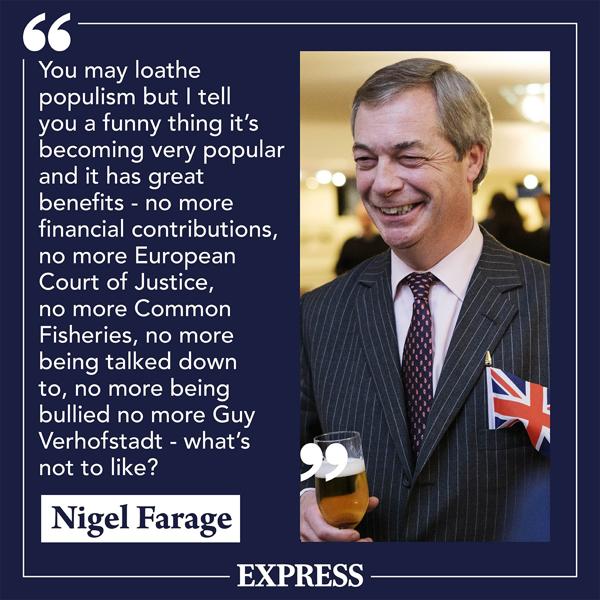 “
You may loathe
populism but I tell
you a funny thing it’s
becoming very popular
and it has great
benefits - no more
financial contributions,
no more European
Court of Justice,
no more Common
Fisheries, no more
being talked down
to, no more being
bullied no more Guy
Verhofstadt - what’s
not to like?
”
Nigel Farage
EXPRESS